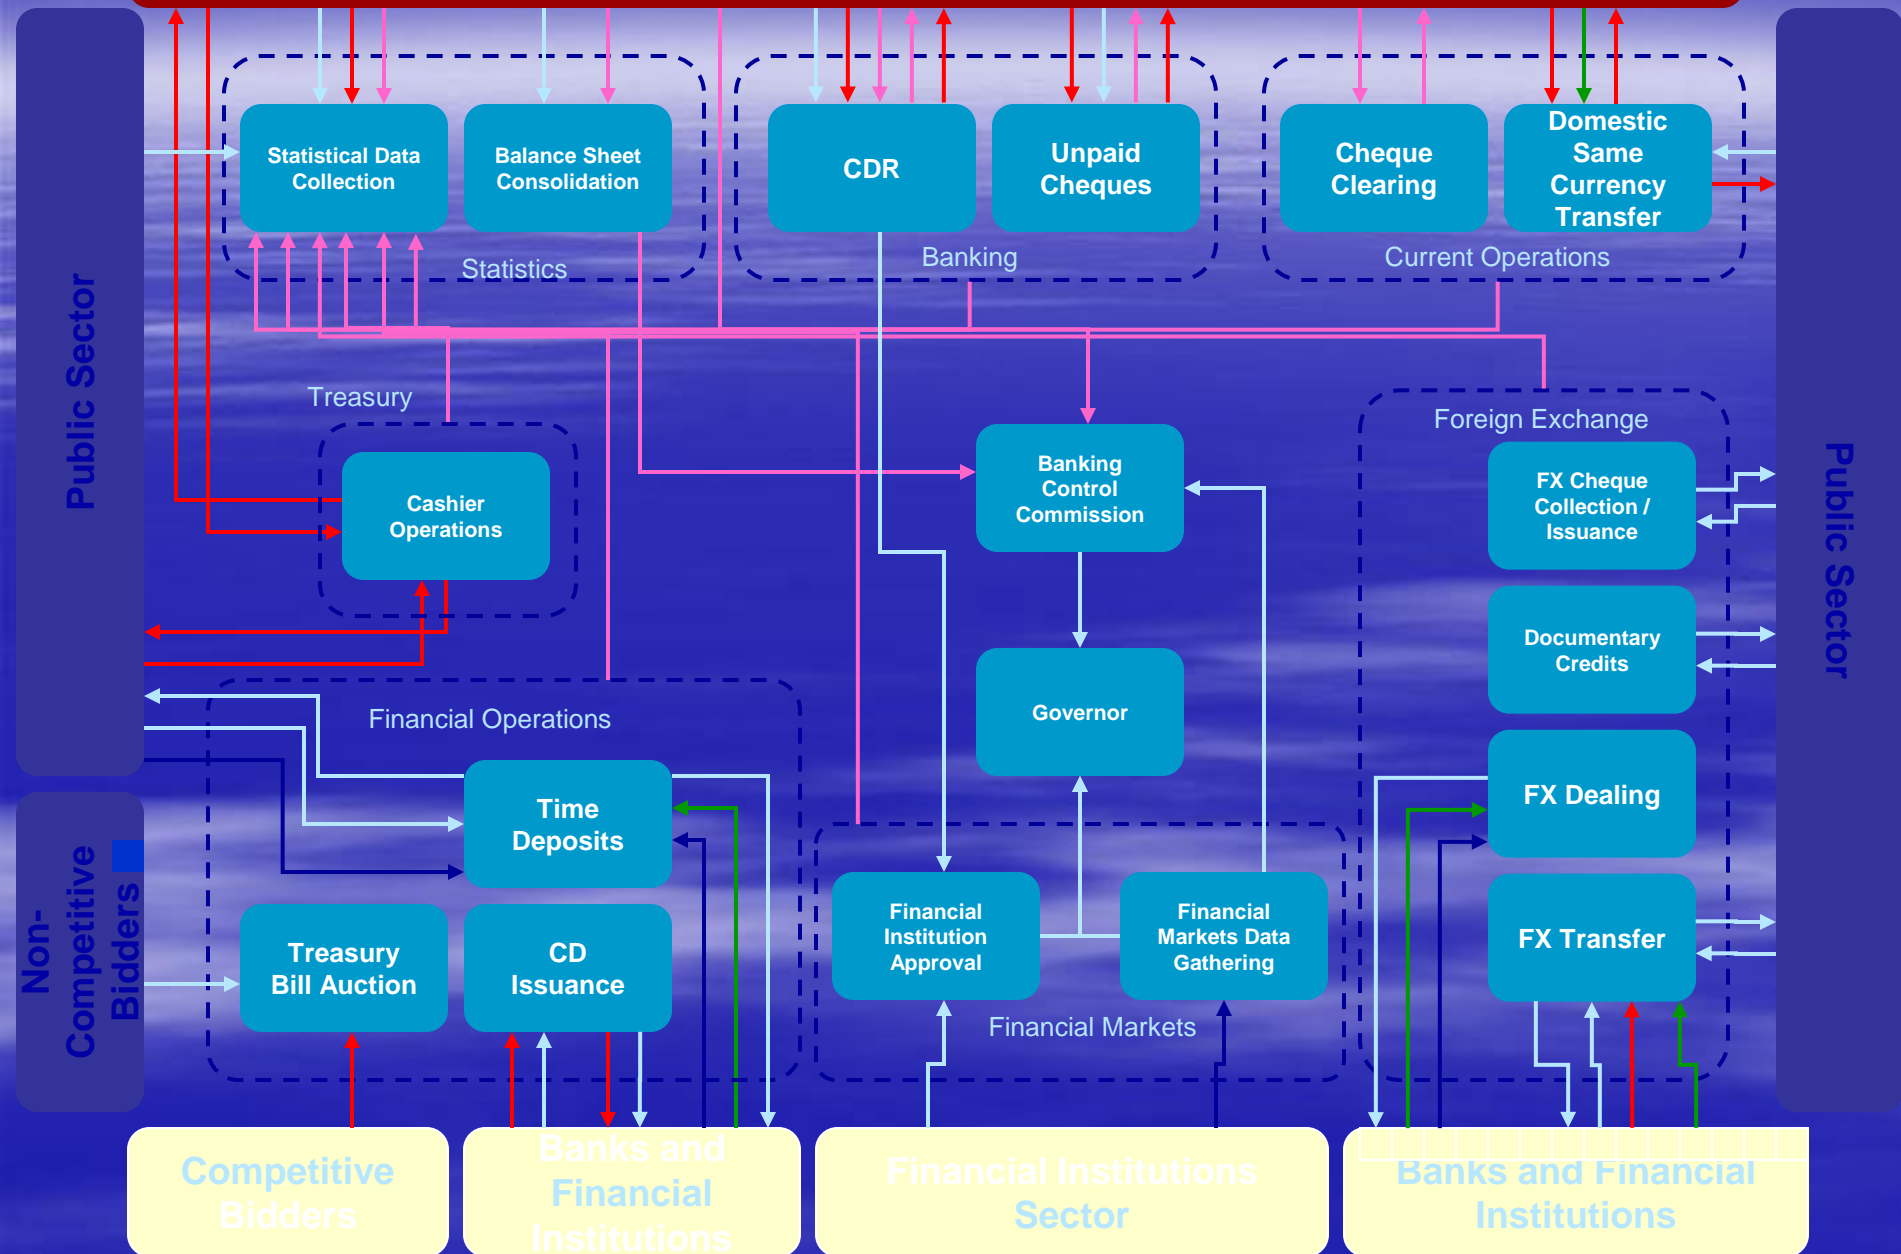 Public Sector
Statistical Data
Collection
Balance Sheet
Consolidation
Statistics
CDR
Unpaid
Cheques
Banking
Cheque
Clearing
Domestic
Same
Currency
Transfer
Current Operations
Public Sector
Treasury
Cashier
Operations
Banking
Control
Commission
Governor
Foreign Exchange
FX Cheque
Collection /
Issuance
Documentary
Credits
FX Dealing
FX Transfer
Financial Operations
Time
Deposits
Treasury
Bill Auction
CD
Issuance
Financial
Institution
Approval
Financial
Markets Data
Gathering
Financial Markets
Non-
Competitive
Bidders
Competitive
Bidders
Banks and
Financial
Institutions
Financial Institutions
Sector
Banks and Financial
Institutions